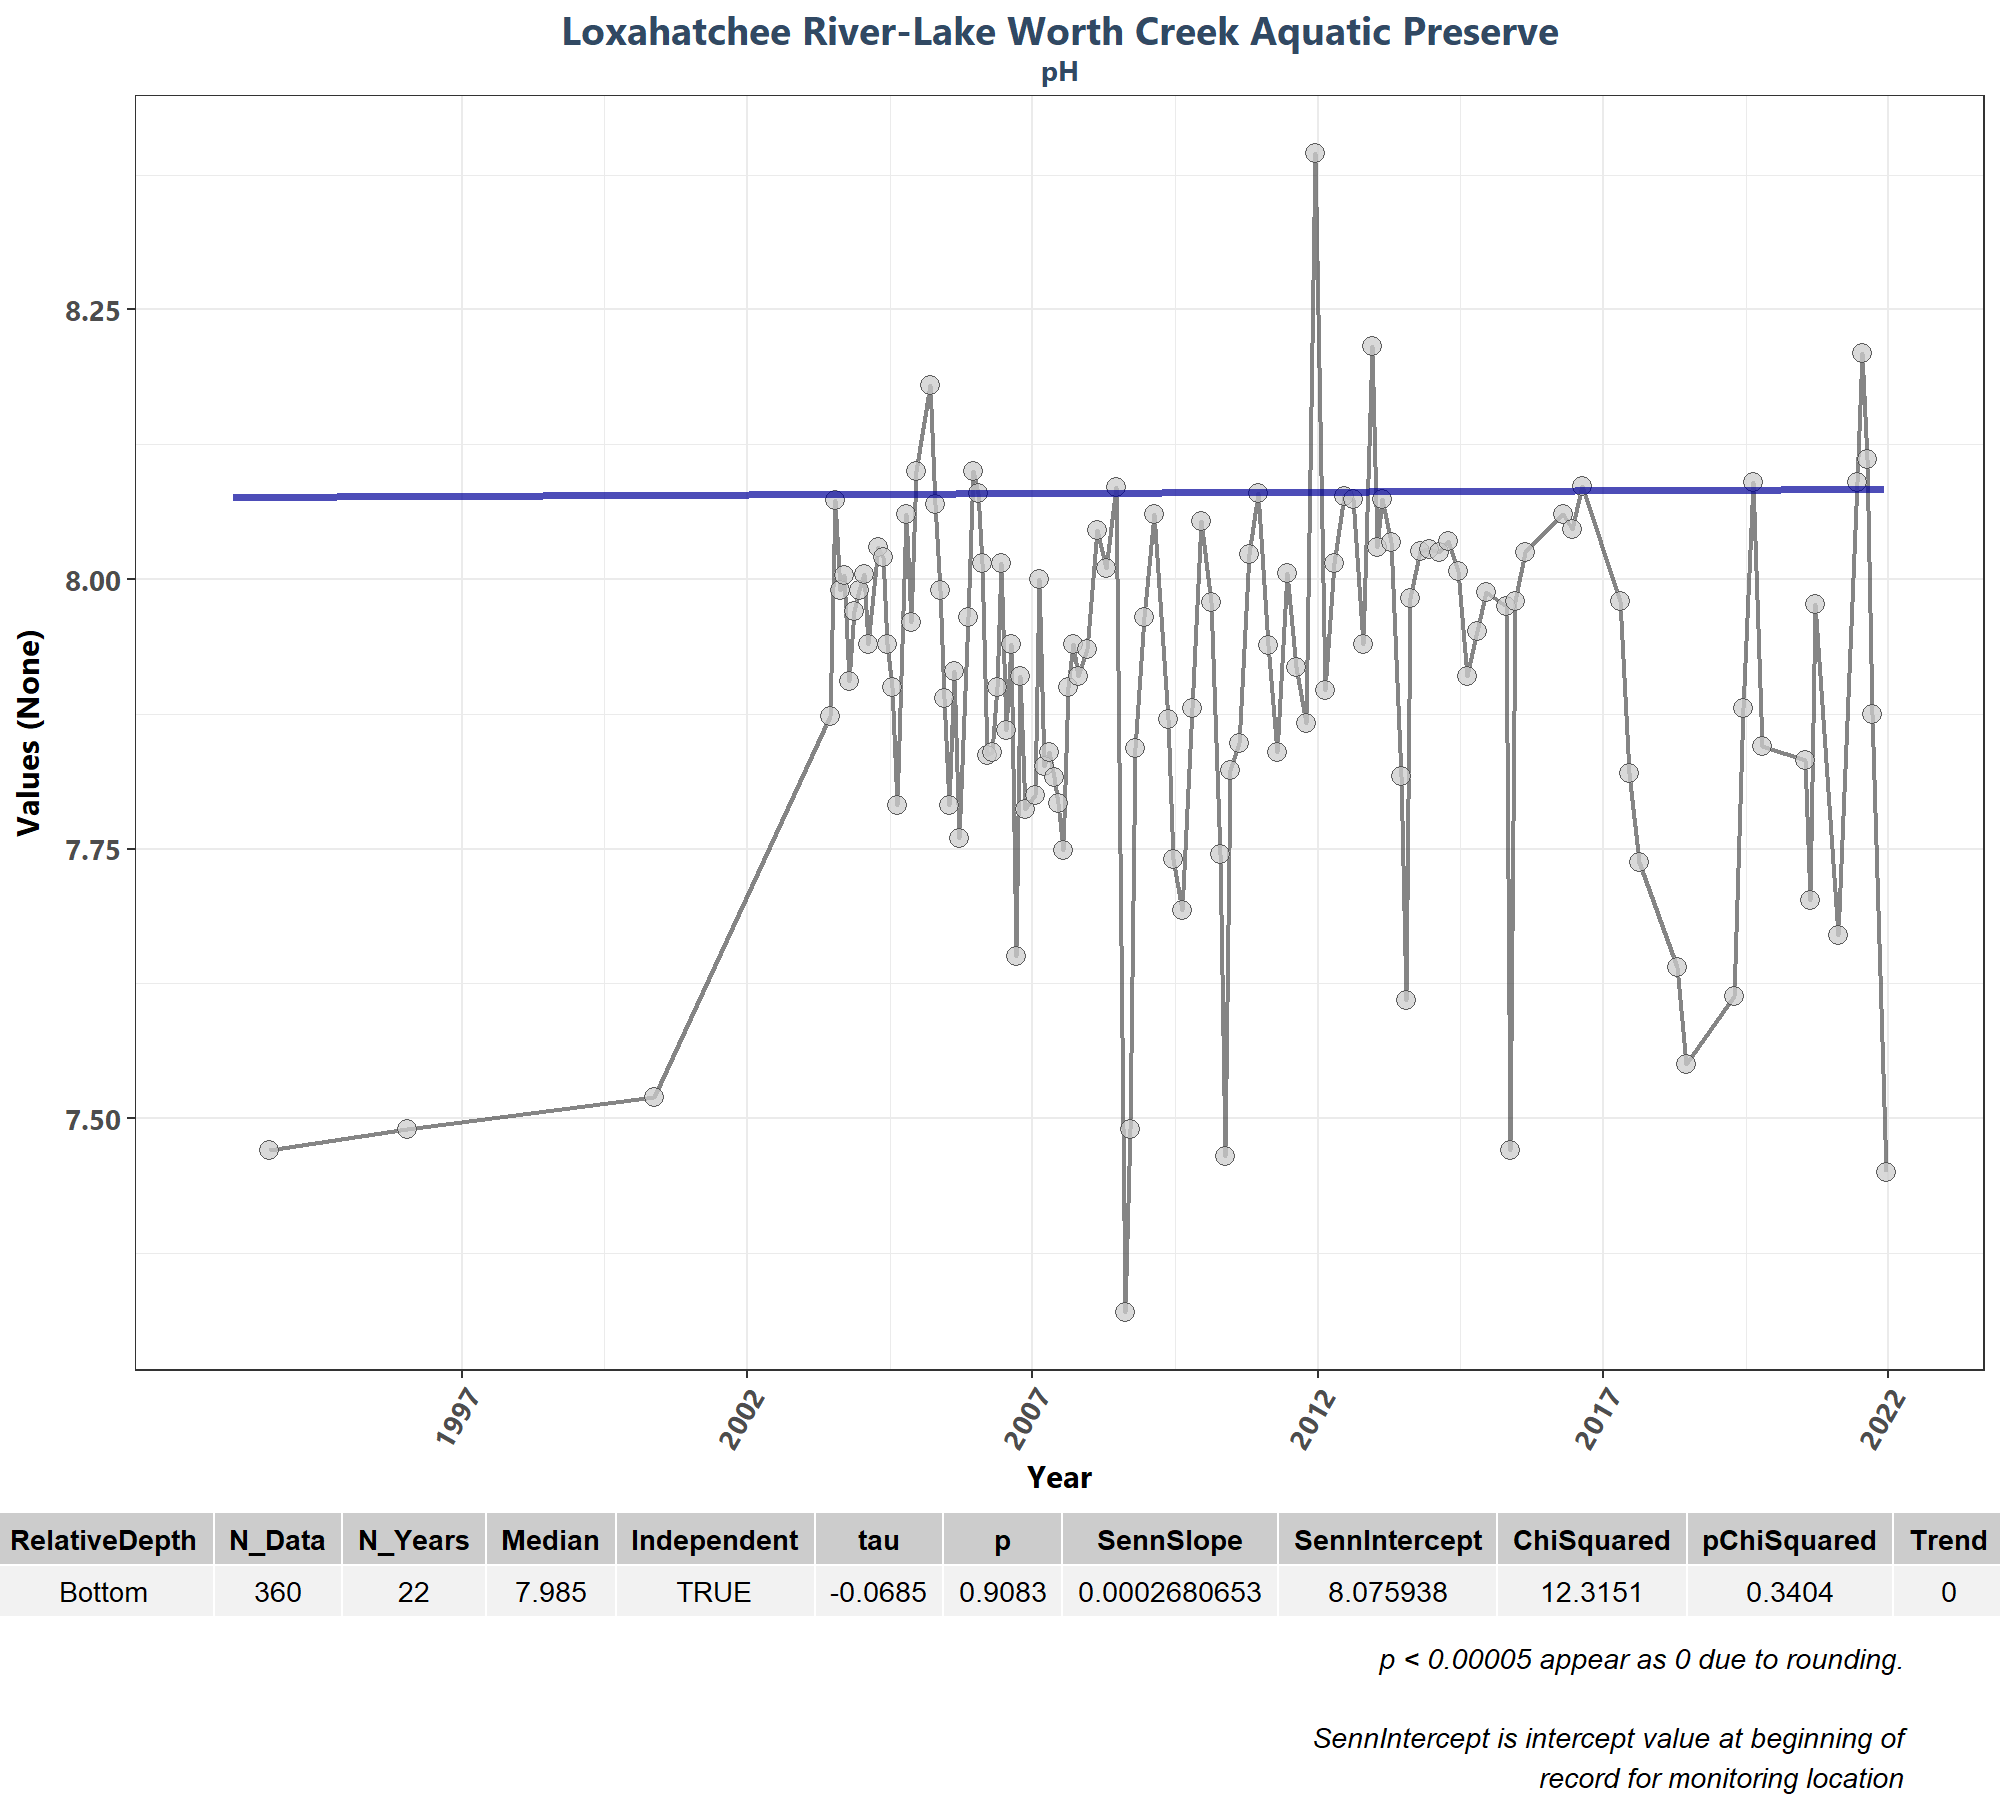 Loxahatchee River-Lake Worth Creek Aquatic Preserve
pH
Values (None)
8.25
8.00
7.75
7.50
1997
2002
2007
2012
2017
2022
Year
RelativeDepth N_Data N_Years Median Independent tau p SennSlope SennIntercept ChiSquared pChiSquared Trend
Bottom 360 22 7.985 TRUE -0.0685 0.9083 0.0002680653 8.075938 12.3151 0.3404 0
p < 0.00005 appear as 0 due to rounding.
SennIntercept is intercept value at beginning of
record for monitoring location